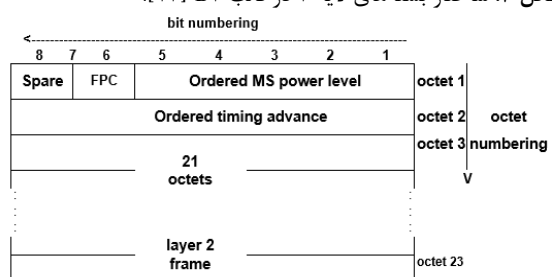 bit numbering
8 7 6 5 4 3 2 1
Spare FPC Ordered MS power level octet 1
Ordered timing advance octet 2 octet
octet 3 numbering
21
octets
V
layer 2
frame octet 23